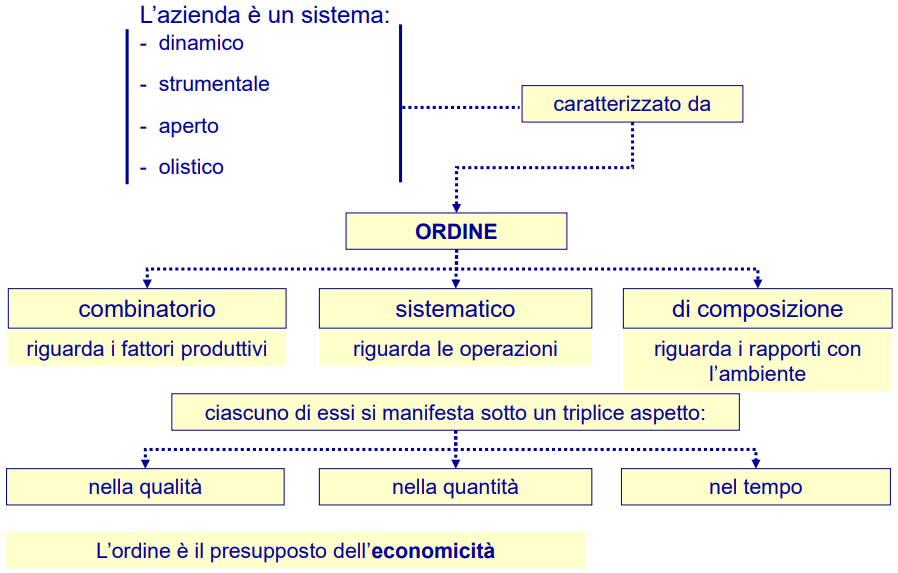 L’azienda è un sistema:
- dinamico
- strumentale
- aperto
- olistico
caratterizzato da
ORDINE
combinatorio
sistematico
di composizione
riguarda i fattori produttivi
riguarda le operazioni
riguarda i rapporti con
l’ambiente
ciascuno di essi si manifesta sotto un triplice aspetto:
nella qualità
nella quantità
nel tempo
L’ordine è il presupposto dell’economicità